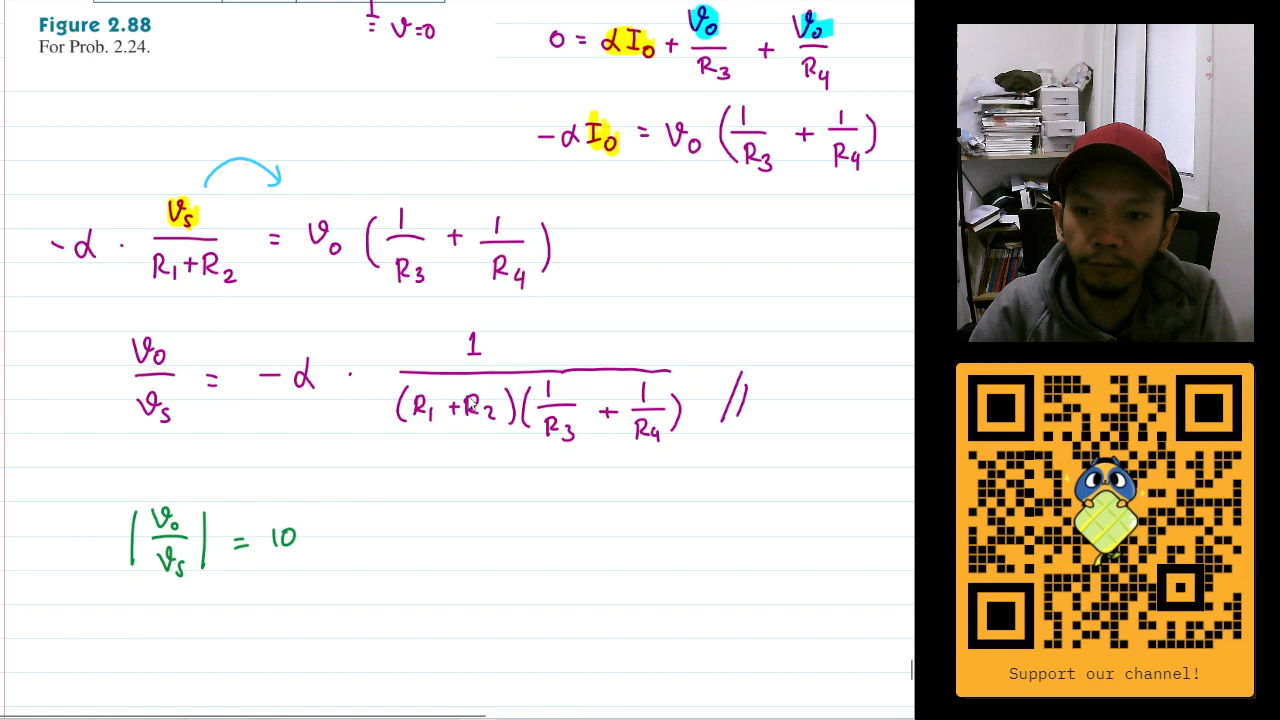 Figure 2.88
For Prob. 2.24.
v=0
0 = αI₀ + v₀/R₃ + v₀/R₄
-αI₀ = v₀ (1/R₃ + 1/R₄)
-α · vₛ/(R₁+R₂) = v₀ (1/R₃ + 1/R₄)
v₀/vₛ = -α · 1/((R₁+R₂)(1/R₃ + 1/R₄)) //
|v₀/vₛ| = 10
Support our channel!